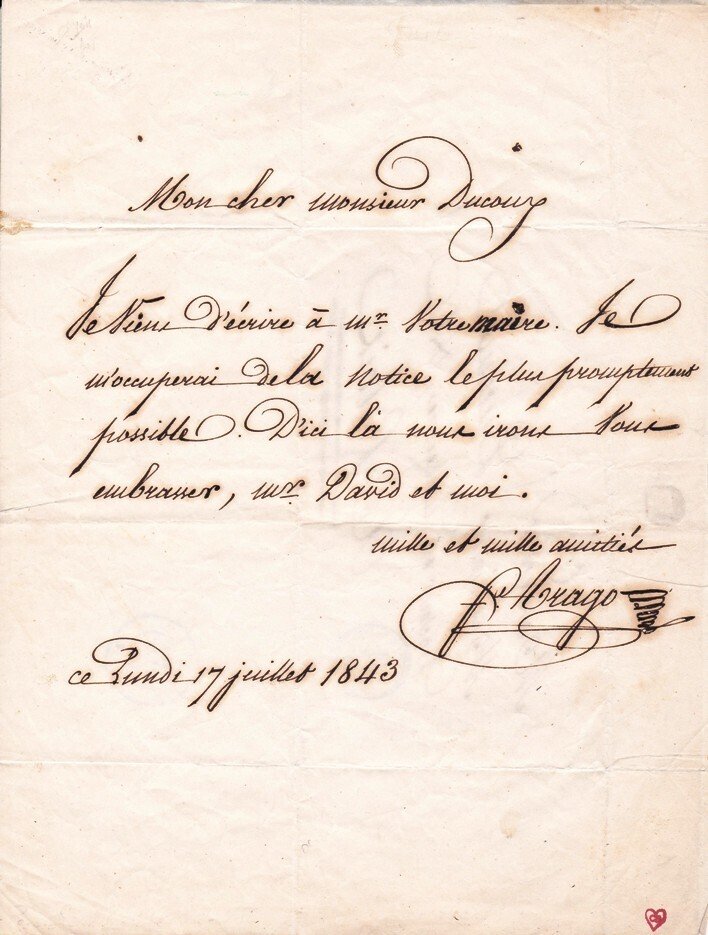 Mon cher monsieur Ducoux
Je Viens d'écrire à mr. Votre maire. Je
m'occuperai de la notice le plus promptement
possible. D'ici là nous irons Vous
embrasser, mr. David et moi.
mille et mille amitiés
fs. Arago
ce Lundi 17 juillet 1843